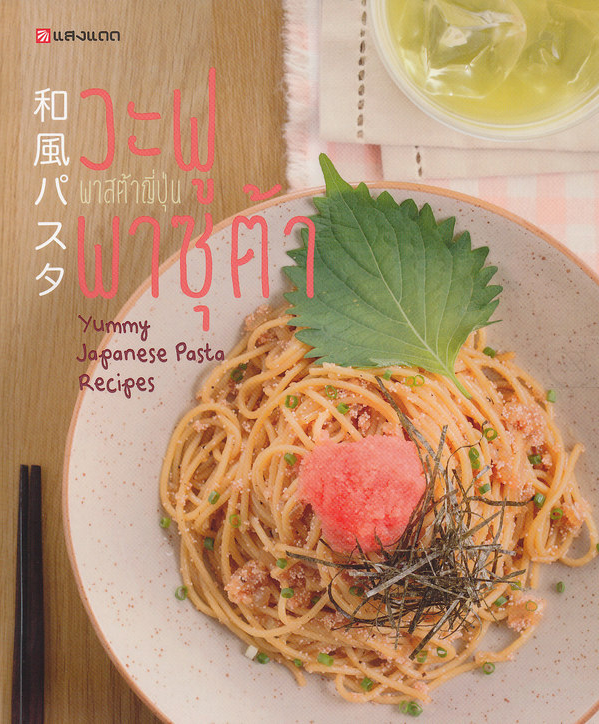 แสงแดด
和風パスタ
วะฟู
พาสต้าญี่ปุ่น
พาซุต้า
Yummy
Japanese Pasta
Recipes